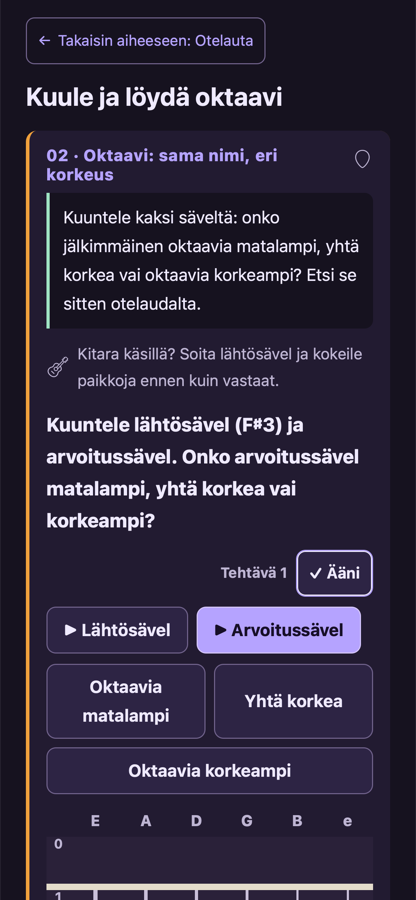 ← Takaisin aiheeseen: Otelauta
Kuule ja löydä oktaavi
02 · Oktaavi: sama nimi, eri
korkeus
Kuuntele kaksi säveltä: onko
jälkimmäinen oktaavia matalampi, yhtä
korkea vai oktaavia korkeampi? Etsi se
sitten otelaudalta.
Kitara käsillä? Soita lähtösävel ja kokeile
paikkoja ennen kuin vastaat.
Kuuntele lähtösävel (F#3) ja
arvoitussävel. Onko arvoitussävel
matalampi, yhtä korkea vai
korkeampi?
Tehtävä 1 ✓ Ääni
▶ Lähtösävel ▶ Arvoitussävel
Oktaavia
matalampi
Yhtä korkea
Oktaavia korkeampi
E A D G B e
0
1